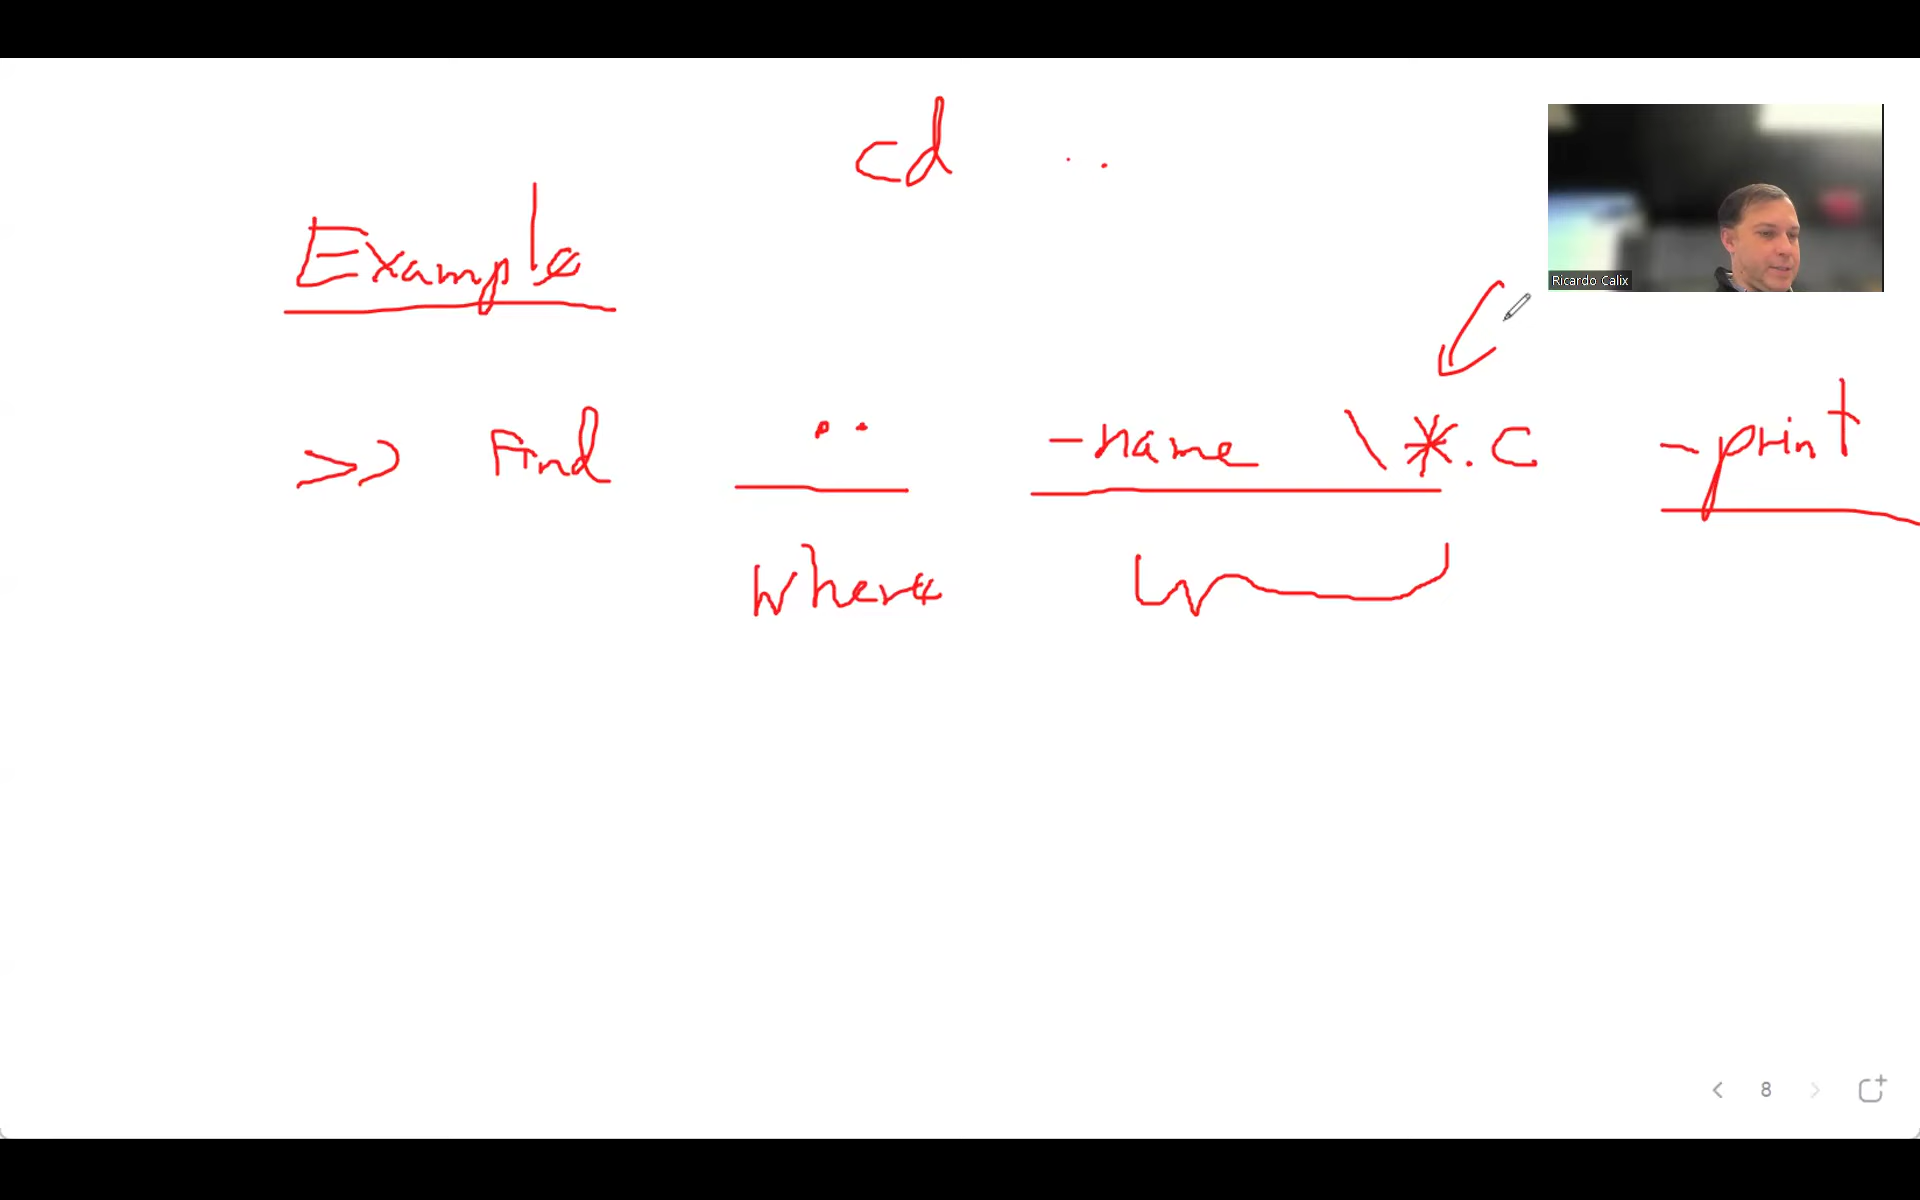 cd ..
Example
Ricardo Calix
>> Find .. -name \*.c -print
where
8